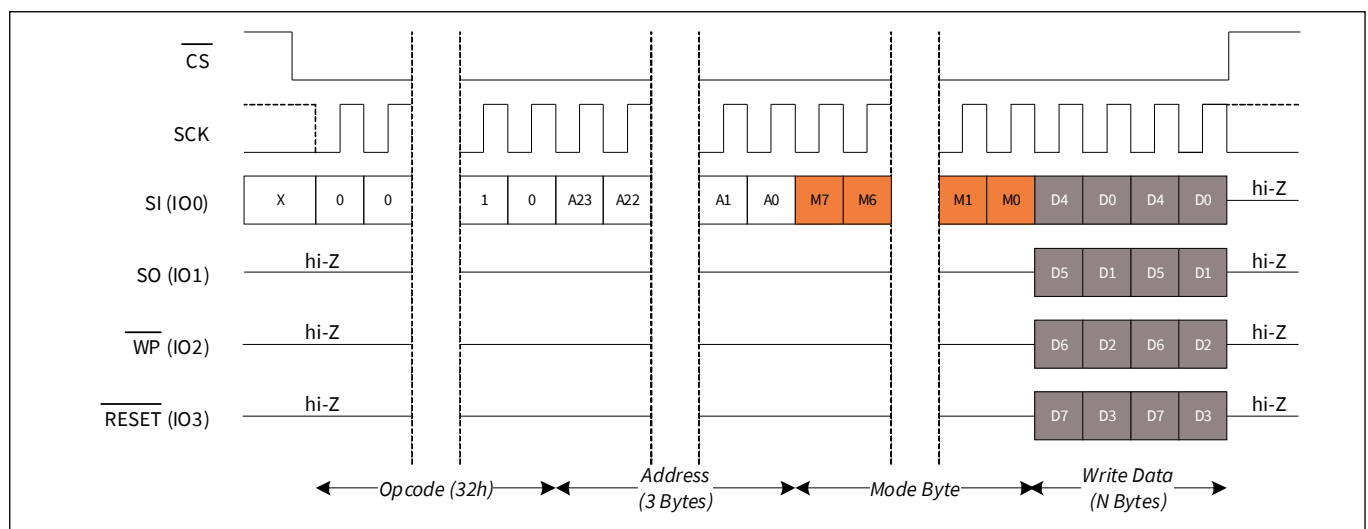 CS
SCK
SI (IO0) X 0 0 1 0 A23 A22 A1 A0 M7 M6 M1 M0 D4 D0 D4 D0 hi-Z
SO (IO1) hi-Z D5 D1 D5 D1 hi-Z
WP (IO2) hi-Z D6 D2 D6 D2 hi-Z
RESET (IO3) hi-Z D7 D3 D7 D3 hi-Z
Opcode (32h) Address Mode Byte Write Data
(3 Bytes) (N Bytes)